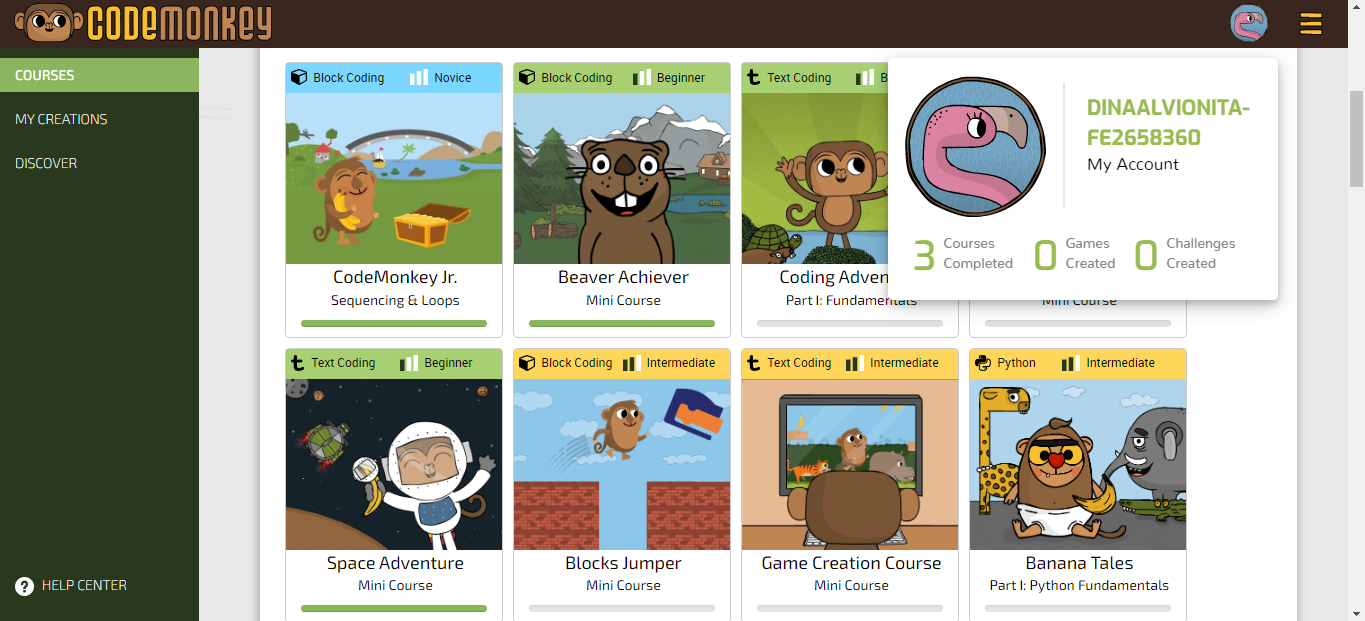 CODEMONKEY
COURSES
MY CREATIONS
DISCOVER
HELP CENTER
Block Coding Novice
CodeMonkey Jr.
Sequencing & Loops
Block Coding Beginner
Beaver Achiever
Mini Course
Text Coding B
Coding Adven
Part I: Fundamentals
Mini Course
DINAALVIONITA-
FE2658360
My Account
3 Courses
Completed
0 Games
Created
0 Challenges
Created
Text Coding Beginner
Space Adventure
Mini Course
Block Coding Intermediate
Blocks Jumper
Mini Course
Text Coding Intermediate
Game Creation Course
Mini Course
Python Intermediate
Banana Tales
Part I: Python Fundamentals